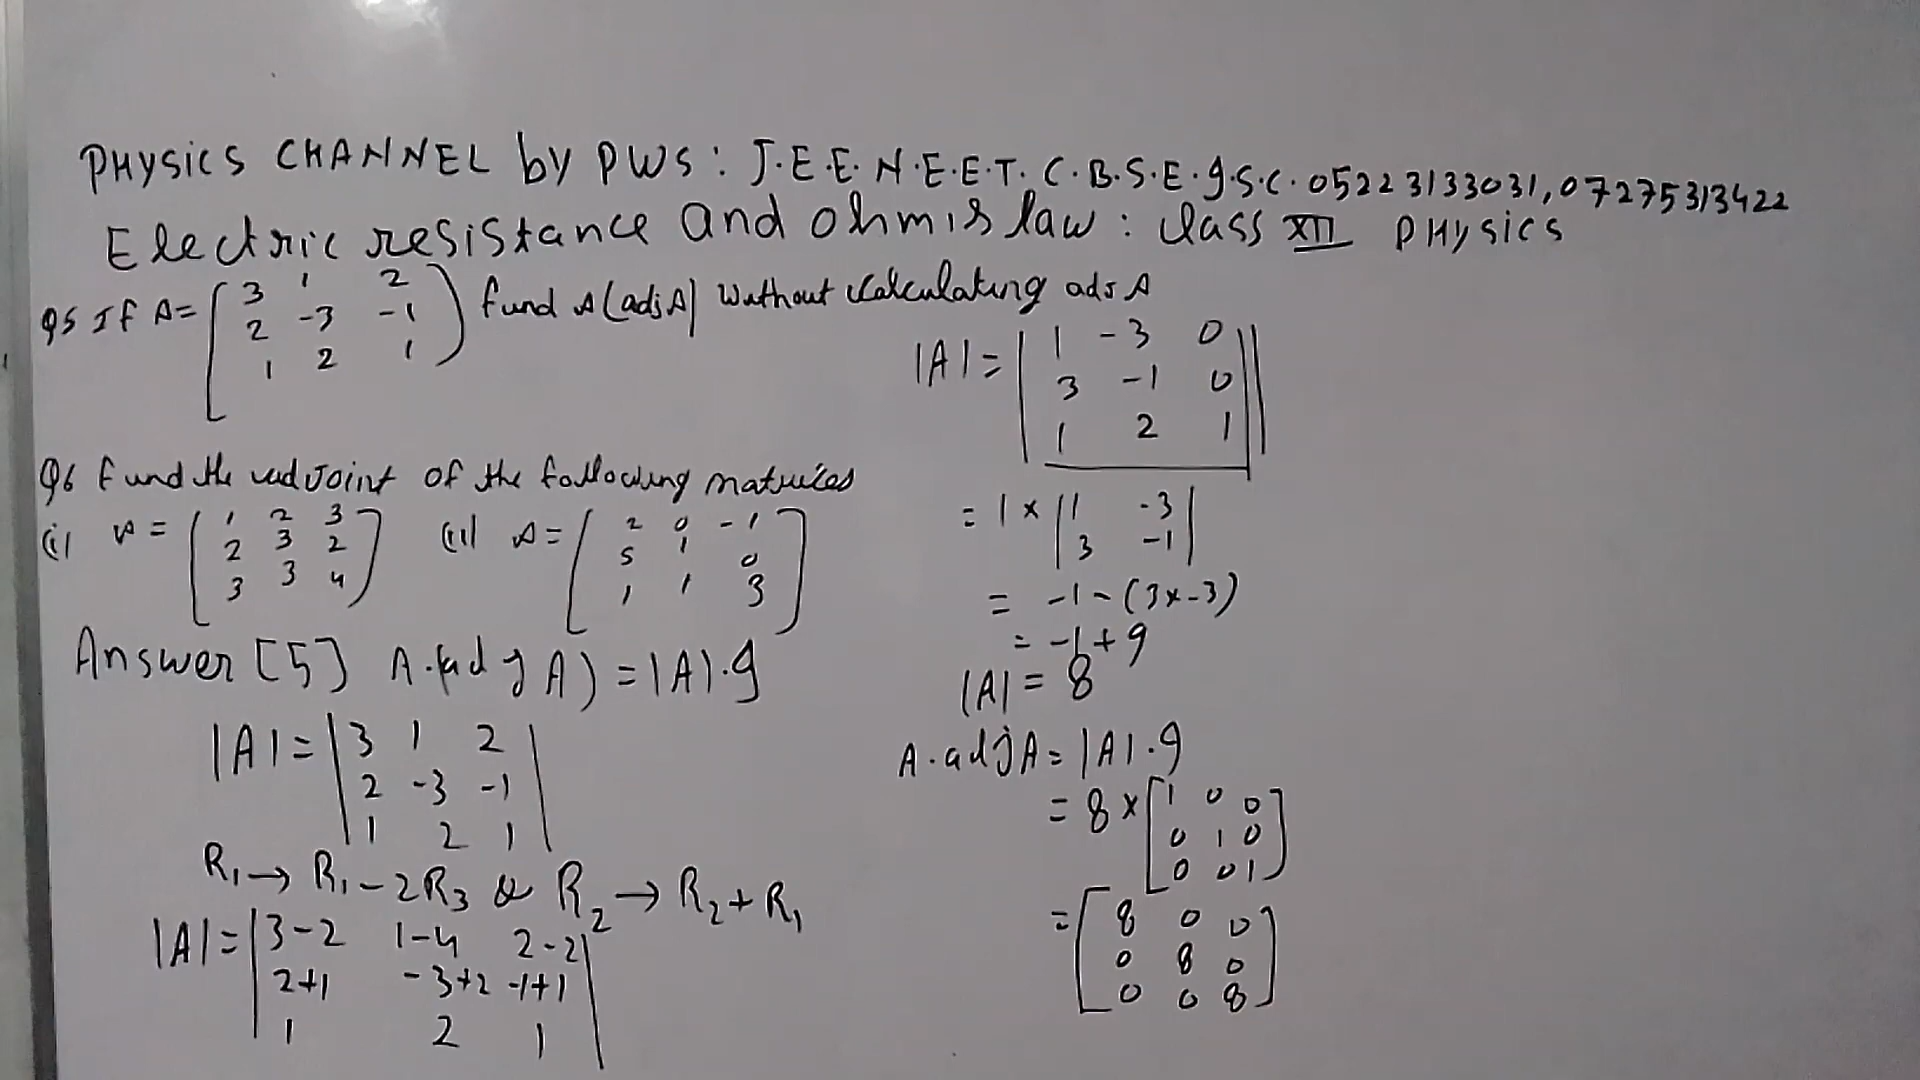 PHYSICS CHANNEL by PWS: J.E.E. N.E.E.T. C.B.S.E. I.S.C. 05223133031, 07275313422
Electric resistance and ohm's law : Class XII PHYSICS
Q5 If A = [ 3 1 2
2 -3 -1
1 2 1 ] find A(adj A) without calculating adj A
Q6 find the adjoint of the following matrices
(i) A = [ 1 2 3
2 3 2
3 3 4 ]
(ii) A = [ 2 0 -1
5 1 0
1 1 3 ]
Answer [5] A.(adj A) = |A|.I
|A| = | 3 1 2
2 -3 -1
1 2 1 |
R₁ → R₁ - 2R₃ & R₂ → R₂ + R₁
|A| = | 3-2 1-4 2-2
2+1 -3+2 -1+1
1 2 1 |
|A| = | 1 -3 0
3 -1 0
1 2 1 |
= 1 × | 1 -3
3 -1 |
= -1 - (3×-3)
= -1+9
|A| = 8
A.adj A = |A|.I
= 8 × [ 1 0 0
0 1 0
0 0 1 ]
= [ 8 0 0
0 8 0
0 0 8 ]